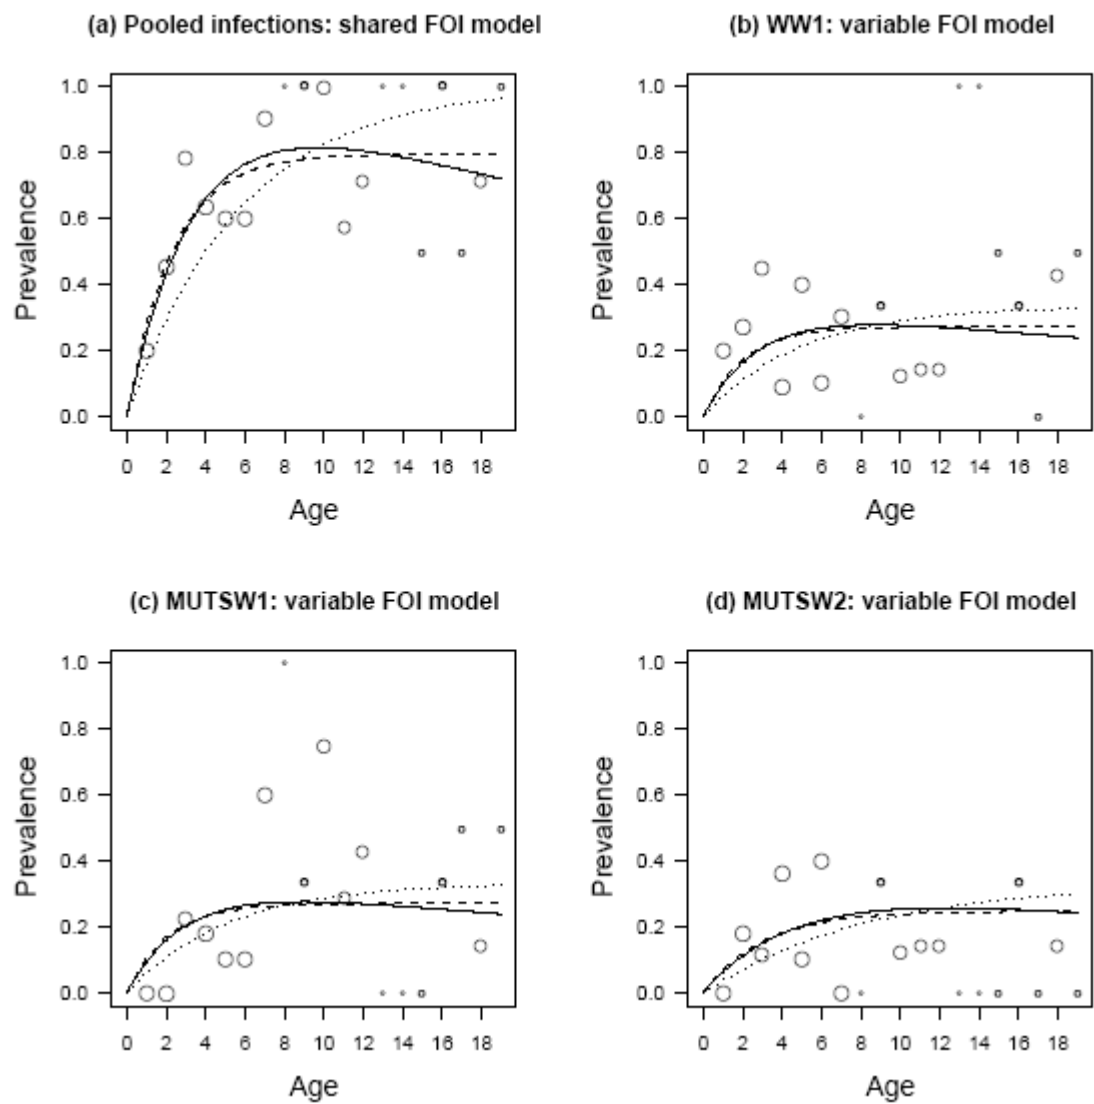 (a) Pooled infections: shared FOI model
(b) WW1: variable FOI model
1.0
0.8
0.6
0.4
0.2
0.0
Prevalence
0 2 4 6 8 10 12 14 16 18
Age
1.0
0.8
0.6
0.4
0.2
0.0
Prevalence
0 2 4 6 8 10 12 14 16 18
Age
(c) MUTSW1: variable FOI model
(d) MUTSW2: variable FOI model
1.0
0.8
0.6
0.4
0.2
0.0
Prevalence
0 2 4 6 8 10 12 14 16 18
Age
1.0
0.8
0.6
0.4
0.2
0.0
Prevalence
0 2 4 6 8 10 12 14 16 18
Age